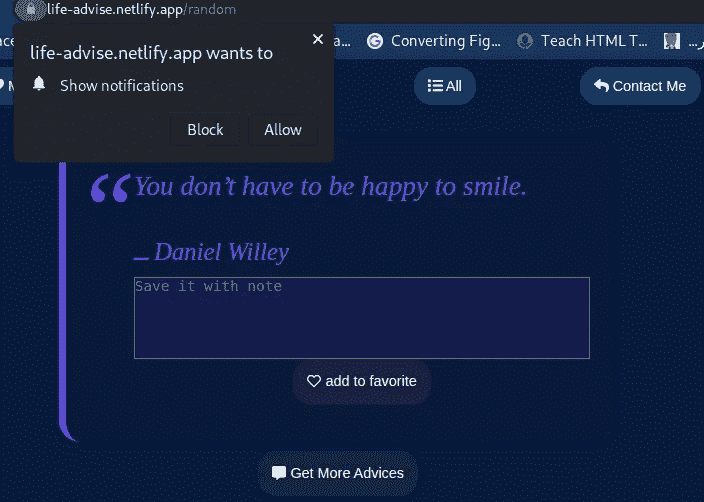 life-advise.netlify.app/random
life-advise.netlify.app wants to
Show notifications
Block
Allow
a...
Converting Fig...
Teach HTML T...
All
Contact Me
“You don’t have to be happy to smile.
– Daniel Willey
Save it with note
add to favorite
Get More Advices